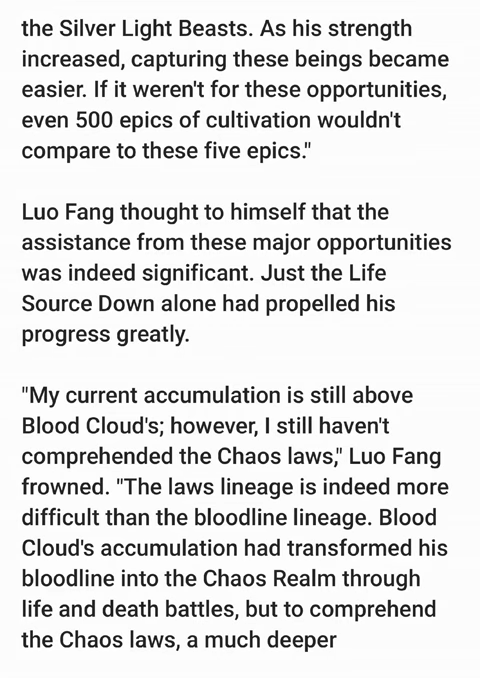 the Silver Light Beasts. As his strength
increased, capturing these beings became
easier. If it weren't for these opportunities,
even 500 epics of cultivation wouldn't
compare to these five epics."
Luo Fang thought to himself that the
assistance from these major opportunities
was indeed significant. Just the Life
Source Down alone had propelled his
progress greatly.
"My current accumulation is still above
Blood Cloud's; however, I still haven't
comprehended the Chaos laws," Luo Fang
frowned. "The laws lineage is indeed more
difficult than the bloodline lineage. Blood
Cloud's accumulation had transformed his
bloodline into the Chaos Realm through
life and death battles, but to comprehend
the Chaos laws, a much deeper